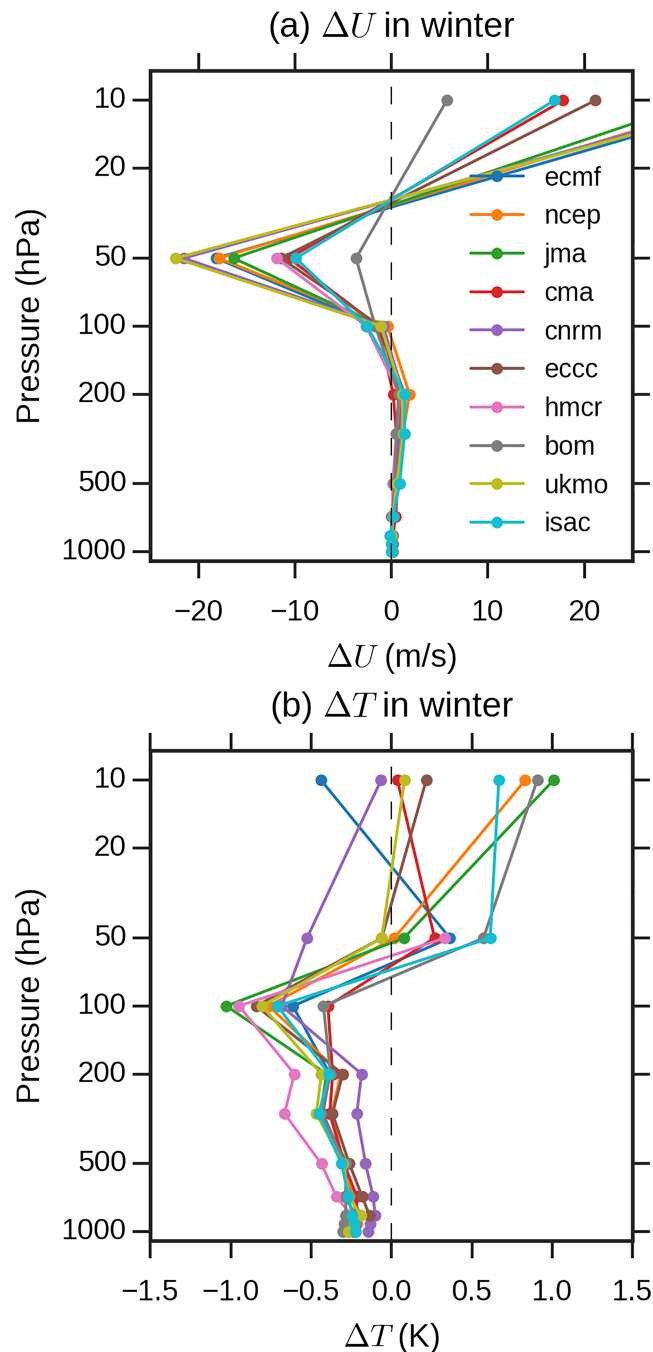 (a) ΔU in winter
10
20
50
100
200
500
1000
Pressure (hPa)
ecmf
ncep
jma
cma
cnrm
eccc
hmcr
bom
ukmo
isac
−20 −10 0 10 20
ΔU (m/s)
(b) ΔT in winter
10
20
50
100
200
500
1000
Pressure (hPa)
−1.5 −1.0 −0.5 0.0 0.5 1.0 1.5
ΔT (K)